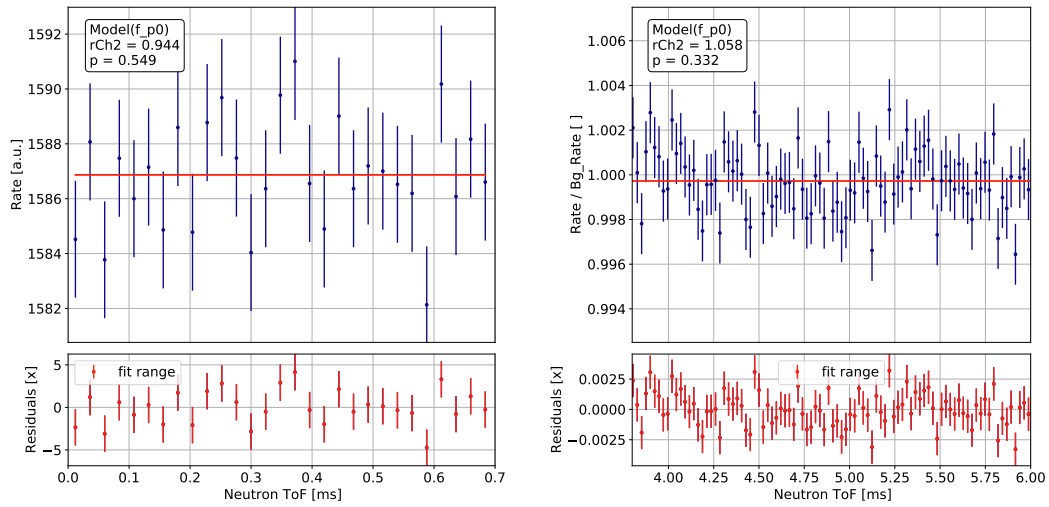 1592
1590
1588
1586
1584
1582
Rate [a.u.]
Model(f_p0)
rCh2 = 0.944
p = 0.549
5
0
−5
Residuals [x]
fit range
0.0 0.1 0.2 0.3 0.4 0.5 0.6 0.7
Neutron ToF [ms]
1.006
1.004
1.002
1.000
0.998
0.996
0.994
Rate / Bg_Rate [ ]
Model(f_p0)
rCh2 = 1.058
p = 0.332
0.0025
0.0000
−0.0025
Residuals [x]
fit range
4.00 4.25 4.50 4.75 5.00 5.25 5.50 5.75 6.00
Neutron ToF [ms]